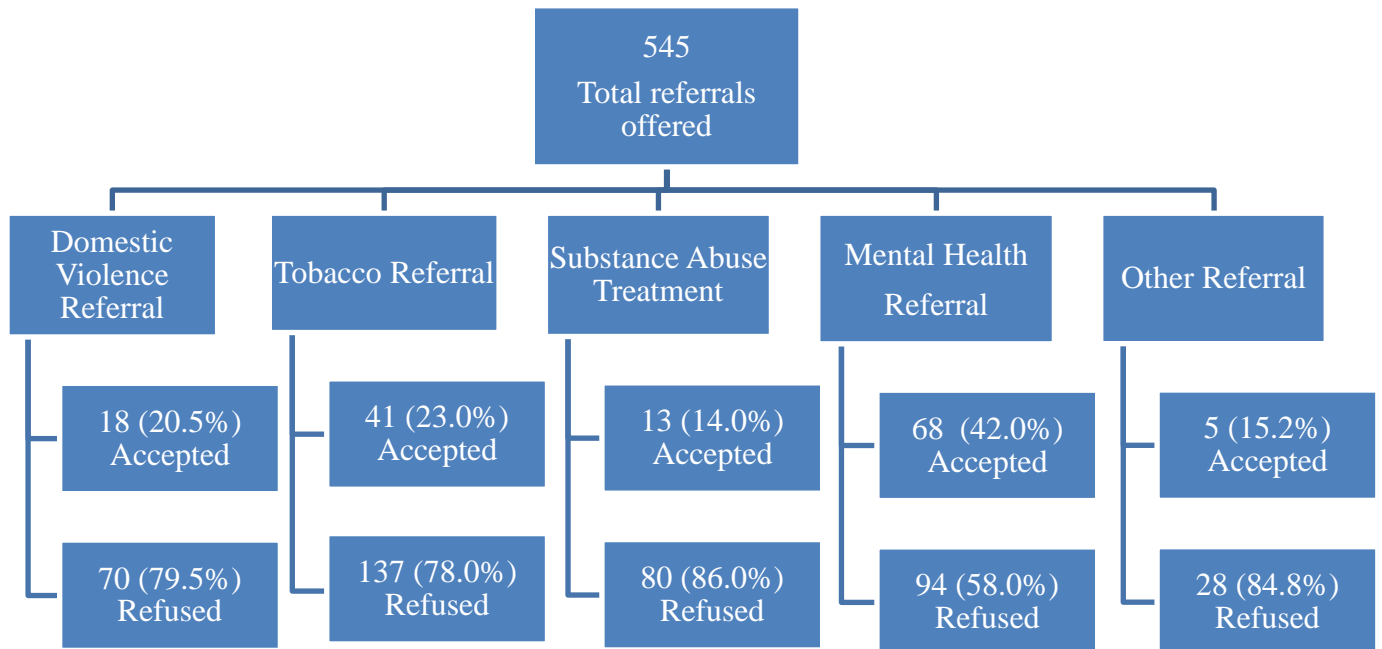 545
Total referrals
offered
Domestic
Violence
Referral
Tobacco Referral
Substance Abuse
Treatment
Mental Health
Referral
Other Referral
18 (20.5%)
Accepted
41 (23.0%)
Accepted
13 (14.0%)
Accepted
68 (42.0%)
Accepted
5 (15.2%)
Accepted
70 (79.5%)
Refused
137 (78.0%)
Refused
80 (86.0%)
Refused
94 (58.0%)
Refused
28 (84.8%)
Refused